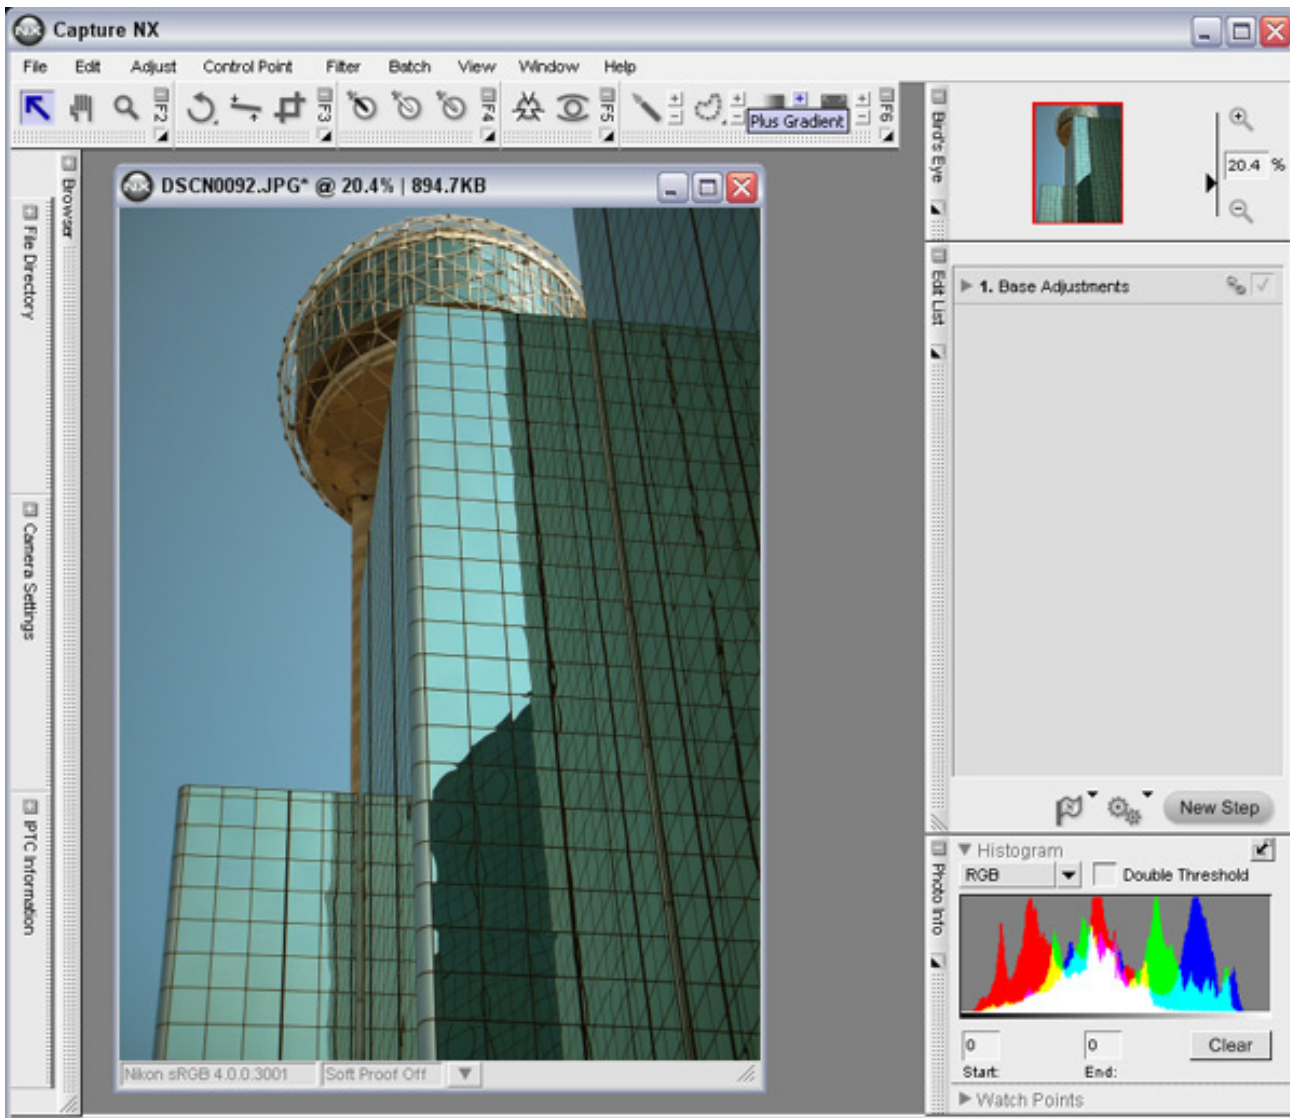 NX Capture NX
File Edit Adjust Control Point Filter Batch View Window Help
F2 F3 F4 F5 F6
Plus Gradient
Browser
File Directory
Camera Settings
IPTC Information
NX DSCN0092.JPG* @ 20.4% | 894.7KB
Nikon sRGB 4.0.0.3001 Soft Proof Off
Bird's Eye
20.4 %
Edit List
1. Base Adjustments
New Step
Photo Info
Histogram
RGB Double Threshold
0 0 Clear
Start: End:
Watch Points